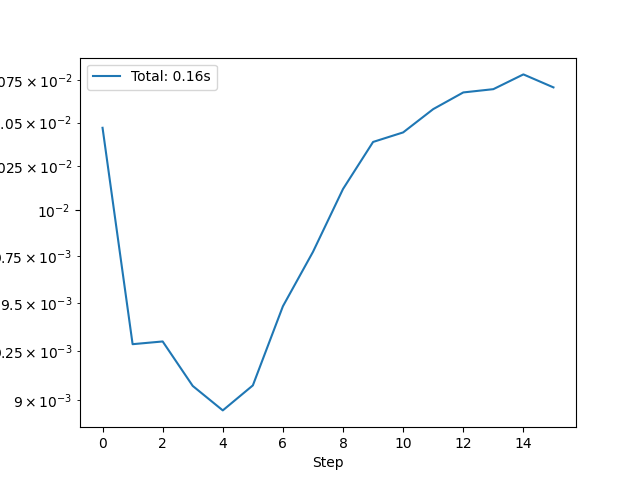 Total: 0.16s
075 × 10⁻²
.05 × 10⁻²
025 × 10⁻²
10⁻²
.75 × 10⁻³
9.5 × 10⁻³
.25 × 10⁻³
9 × 10⁻³
0 2 4 6 8 10 12 14
Step